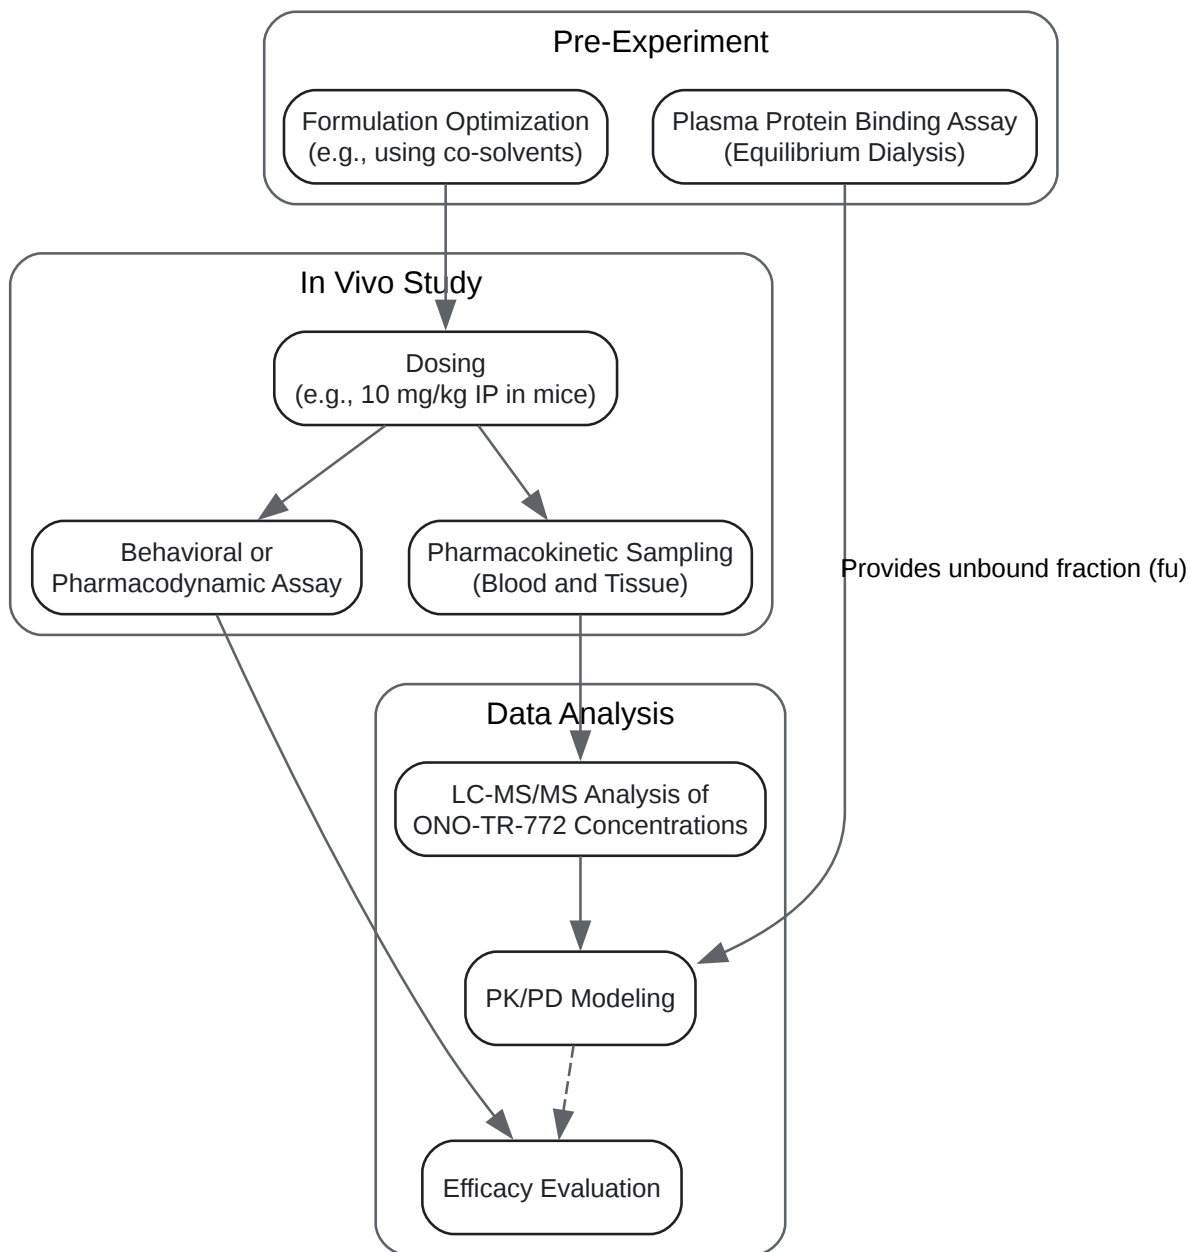 Pre-Experiment
Formulation Optimization
(e.g., using co-solvents)
Plasma Protein Binding Assay
(Equilibrium Dialysis)
In Vivo Study
Dosing
(e.g., 10 mg/kg IP in mice)
Behavioral or
Pharmacodynamic Assay
Pharmacokinetic Sampling
(Blood and Tissue)
Provides unbound fraction (fu)
Data Analysis
LC-MS/MS Analysis of
ONO-TR-772 Concentrations
PK/PD Modeling
Efficacy Evaluation